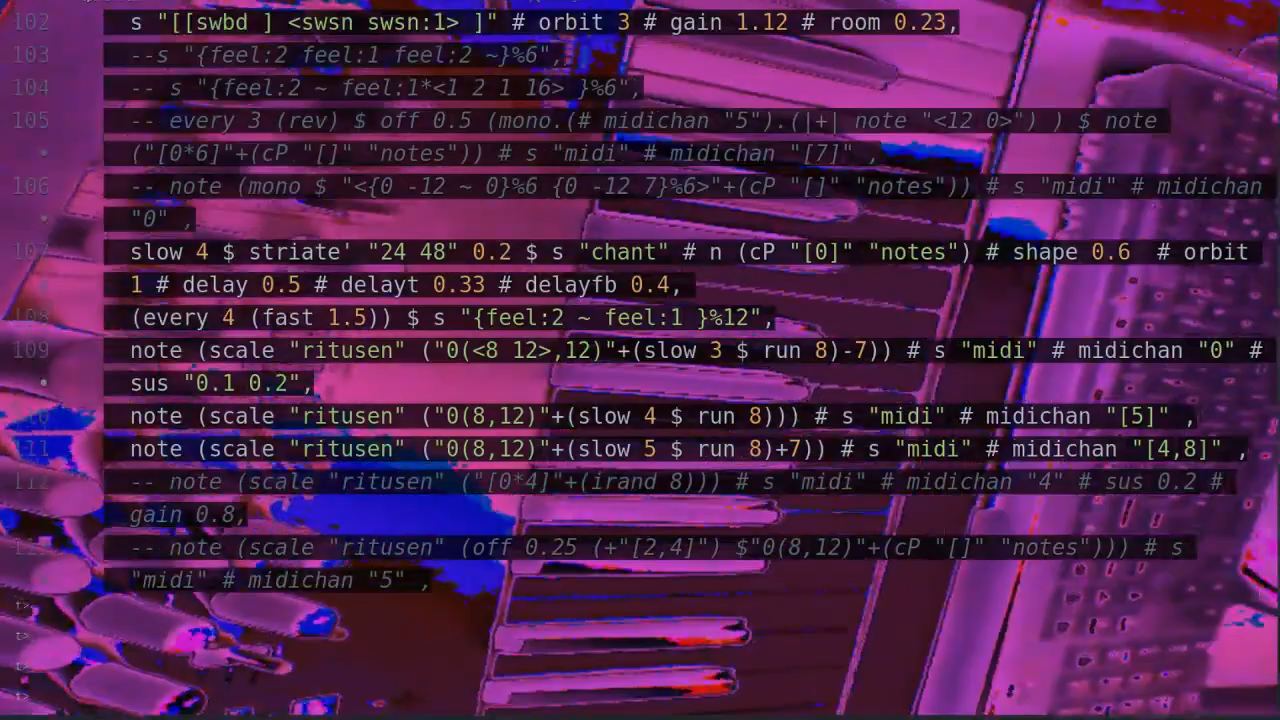 102 s "[[swbd ] <swsn swsn:1> ]" # orbit 3 # gain 1.12 # room 0.23,
103 --s "{feel:2 feel:1 feel:2 ~}%6",
104 -- s "{feel:2 ~ feel:1*<1 2 1 16> }%6",
105 -- every 3 (rev) $ off 0.5 (mono.(# midichan "5").(|+| note "<12 0>") ) $ note
("[0*6]"+(cP "[]" "notes")) # s "midi" # midichan "[7]" ,
106 -- note (mono $ "<{0 -12 ~ 0}%6 {0 -12 7}%6>"+(cP "[]" "notes")) # s "midi" # midichan
"0" ,
107 slow 4 $ striate' "24 48" 0.2 $ s "chant" # n (cP "[0]" "notes") # shape 0.6  # orbit
1 # delay 0.5 # delayt 0.33 # delayfb 0.4,
108 (every 4 (fast 1.5)) $ s "{feel:2 ~ feel:1 }%12",
109 note (scale "ritusen" ("0(<8 12>,12)"+(slow 3 $ run 8)-7)) # s "midi" # midichan "0" #
sus "0.1 0.2",
110 note (scale "ritusen" ("0(8,12)"+(slow 4 $ run 8))) # s "midi" # midichan "[5]" ,
111 note (scale "ritusen" ("0(8,12)"+(slow 5 $ run 8)+7)) # s "midi" # midichan "[4,8]" ,
112 -- note (scale "ritusen" ("[0*4]"+(irand 8))) # s "midi" # midichan "4" # sus 0.2 #
gain 0.8,
113 -- note (scale "ritusen" (off 0.25 (+"[2,4]") $"0(8,12)"+(cP "[]" "notes"))) # s
"midi" # midichan "5" ,
t>
t>
t>
t>